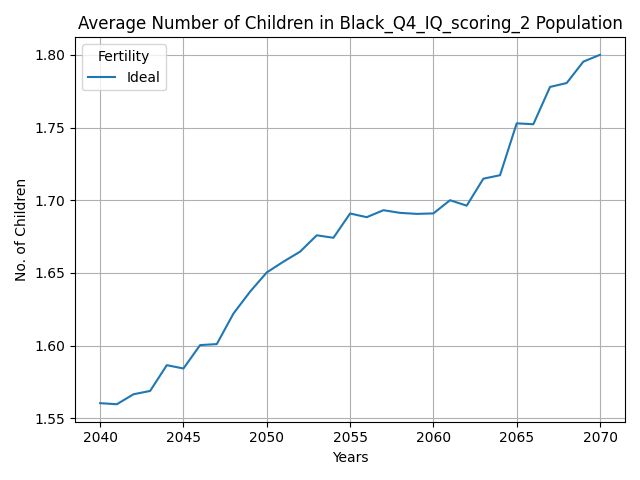 Average Number of Children in Black_Q4_IQ_scoring_2 Population
Fertility
Ideal
1.80
1.75
1.70
1.65
1.60
1.55
No. of Children
2040 2045 2050 2055 2060 2065 2070
Years